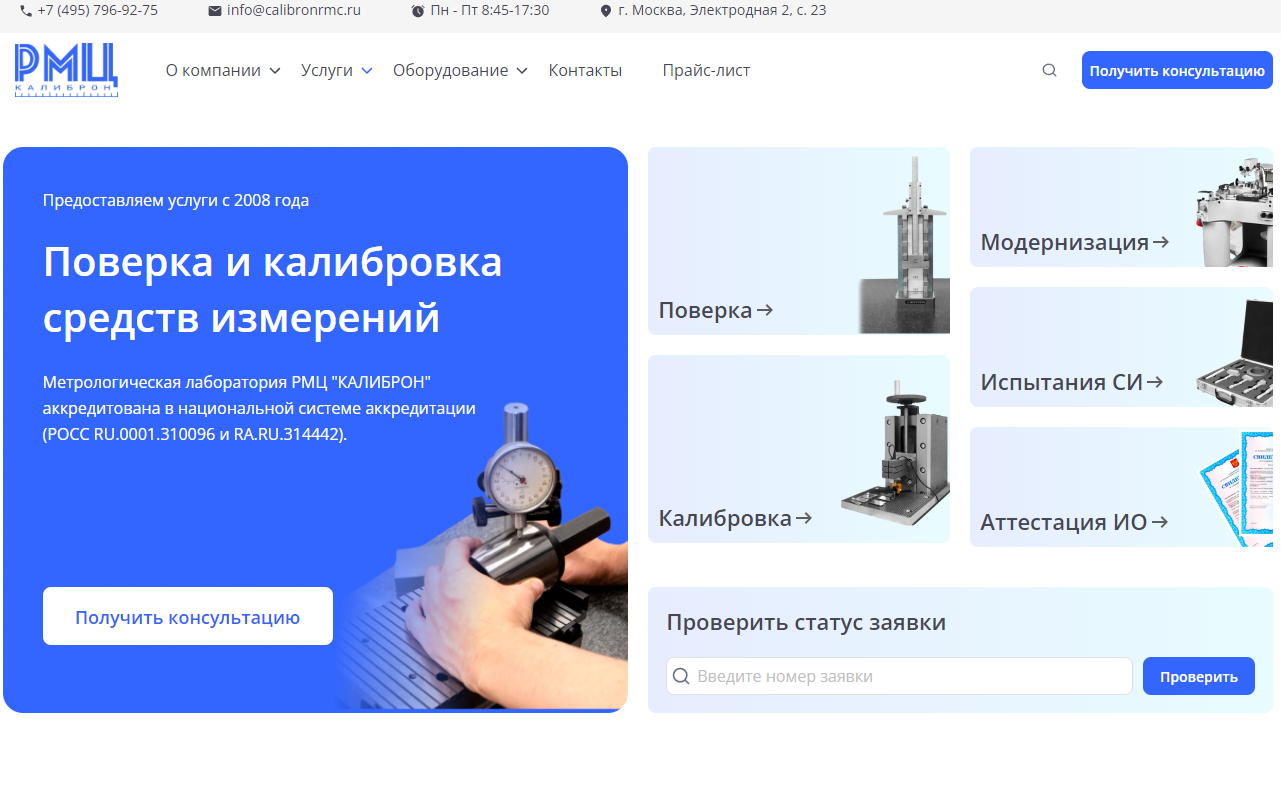 +7 (495) 796-92-75
info@calibronrmc.ru
Пн - Пт 8:45-17:30
г. Москва, Электродная 2, с. 23
РМЦ
КАЛИБРОН
О компании
Услуги
Оборудование
Контакты
Прайс-лист
Получить консультацию
Предоставляем услуги с 2008 года
Поверка и калибровка
средств измерений
Метрологическая лаборатория РМЦ "КАЛИБРОН"
аккредитована в национальной системе аккредитации
(РОСС RU.0001.310096 и RA.RU.314442).
Получить консультацию
Поверка
Калибровка
Модернизация
Испытания СИ
Аттестация ИО
Проверить статус заявки
Введите номер заявки
Проверить